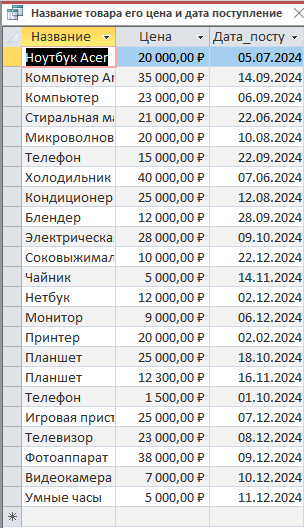 Название товара его цена и дата поступление
Название Цена Дата_посту
Ноутбук Acer 20 000,00 ₽ 05.07.2024
Компьютер 35 000,00 ₽ 14.09.2024
Компьютер 23 000,00 ₽ 06.09.2024
Стиральная ма 21 000,00 ₽ 22.06.2024
Микроволнов 20 000,00 ₽ 10.08.2024
Телефон 15 000,00 ₽ 22.09.2024
Холодильник 40 000,00 ₽ 07.06.2024
Кондиционер 25 000,00 ₽ 12.08.2024
Блендер 12 000,00 ₽ 28.09.2024
Электрическа 28 000,00 ₽ 09.10.2024
Соковыжимал 10 000,00 ₽ 22.12.2024
Чайник 5 000,00 ₽ 14.11.2024
Нетбук 12 000,00 ₽ 02.12.2024
Монитор 9 000,00 ₽ 06.12.2024
Принтер 20 000,00 ₽ 02.02.2024
Планшет 25 000,00 ₽ 18.10.2024
Планшет 12 300,00 ₽ 16.11.2024
Телефон 1 500,00 ₽ 01.10.2024
Игровая прист 25 000,00 ₽ 07.12.2024
Телевизор 23 000,00 ₽ 08.12.2024
Фотоаппарат 38 000,00 ₽ 09.12.2024
Видеокамера 7 000,00 ₽ 10.12.2024
Умные часы 5 000,00 ₽ 11.12.2024